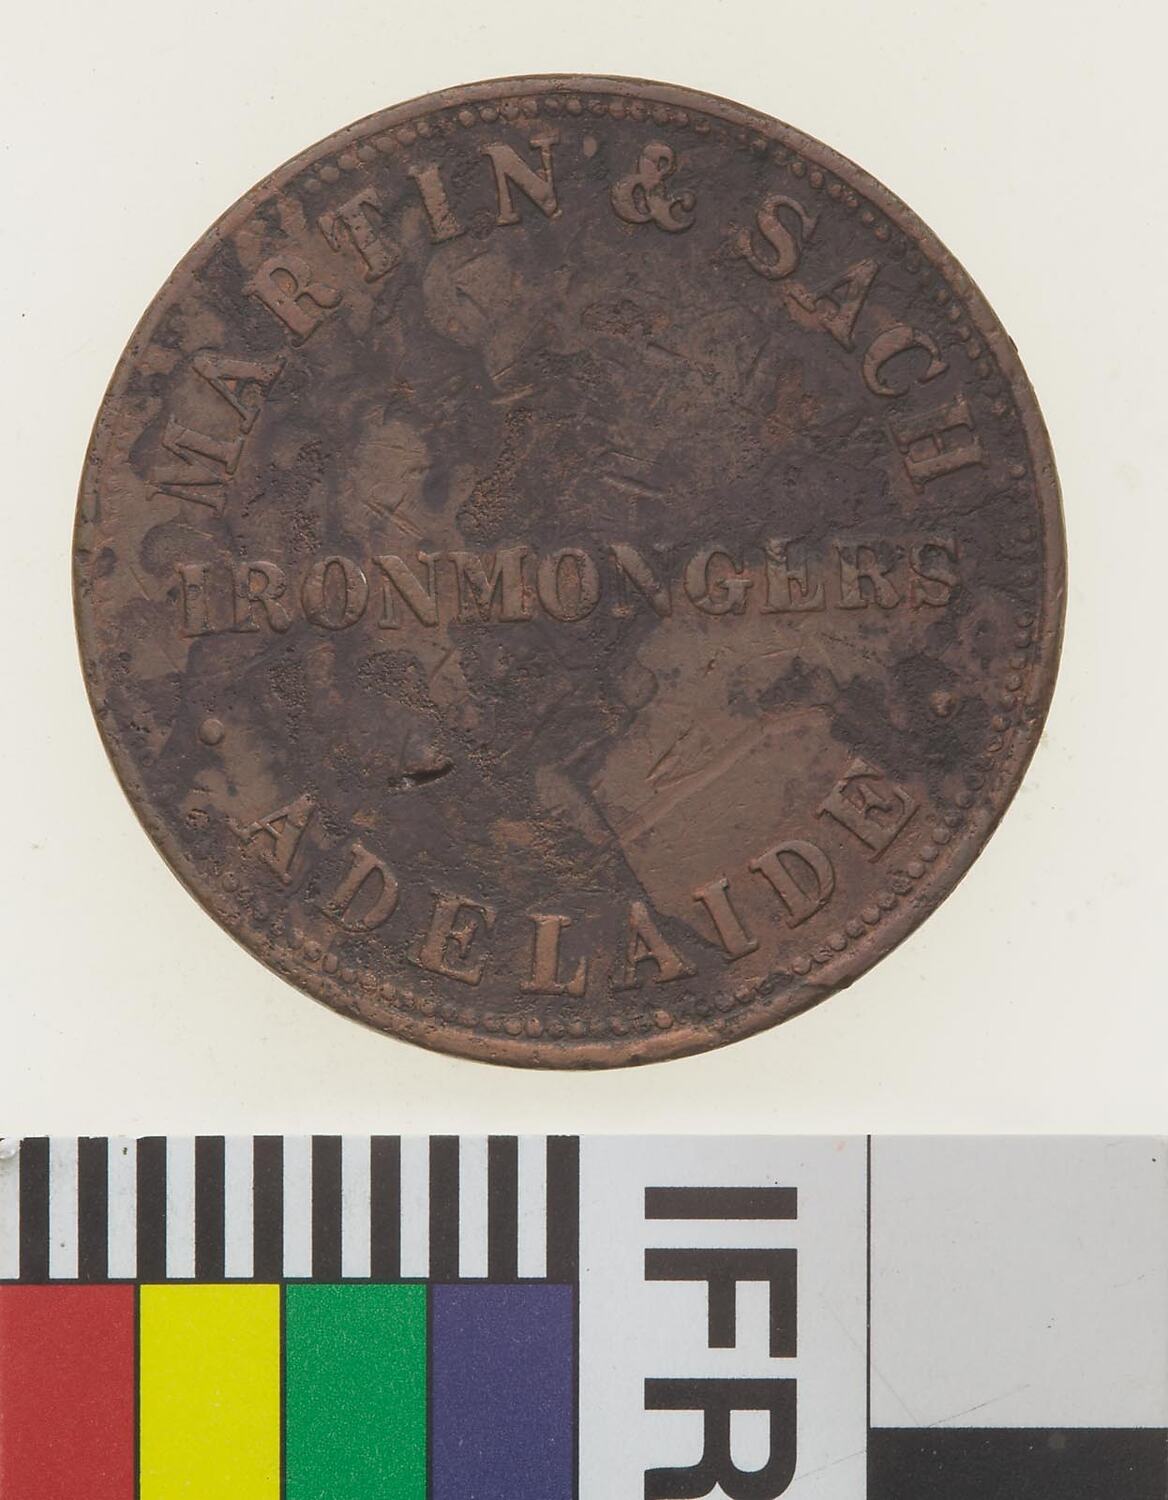 MARTIN & SACH
IRONMONGERS
ADELAIDE
IFR